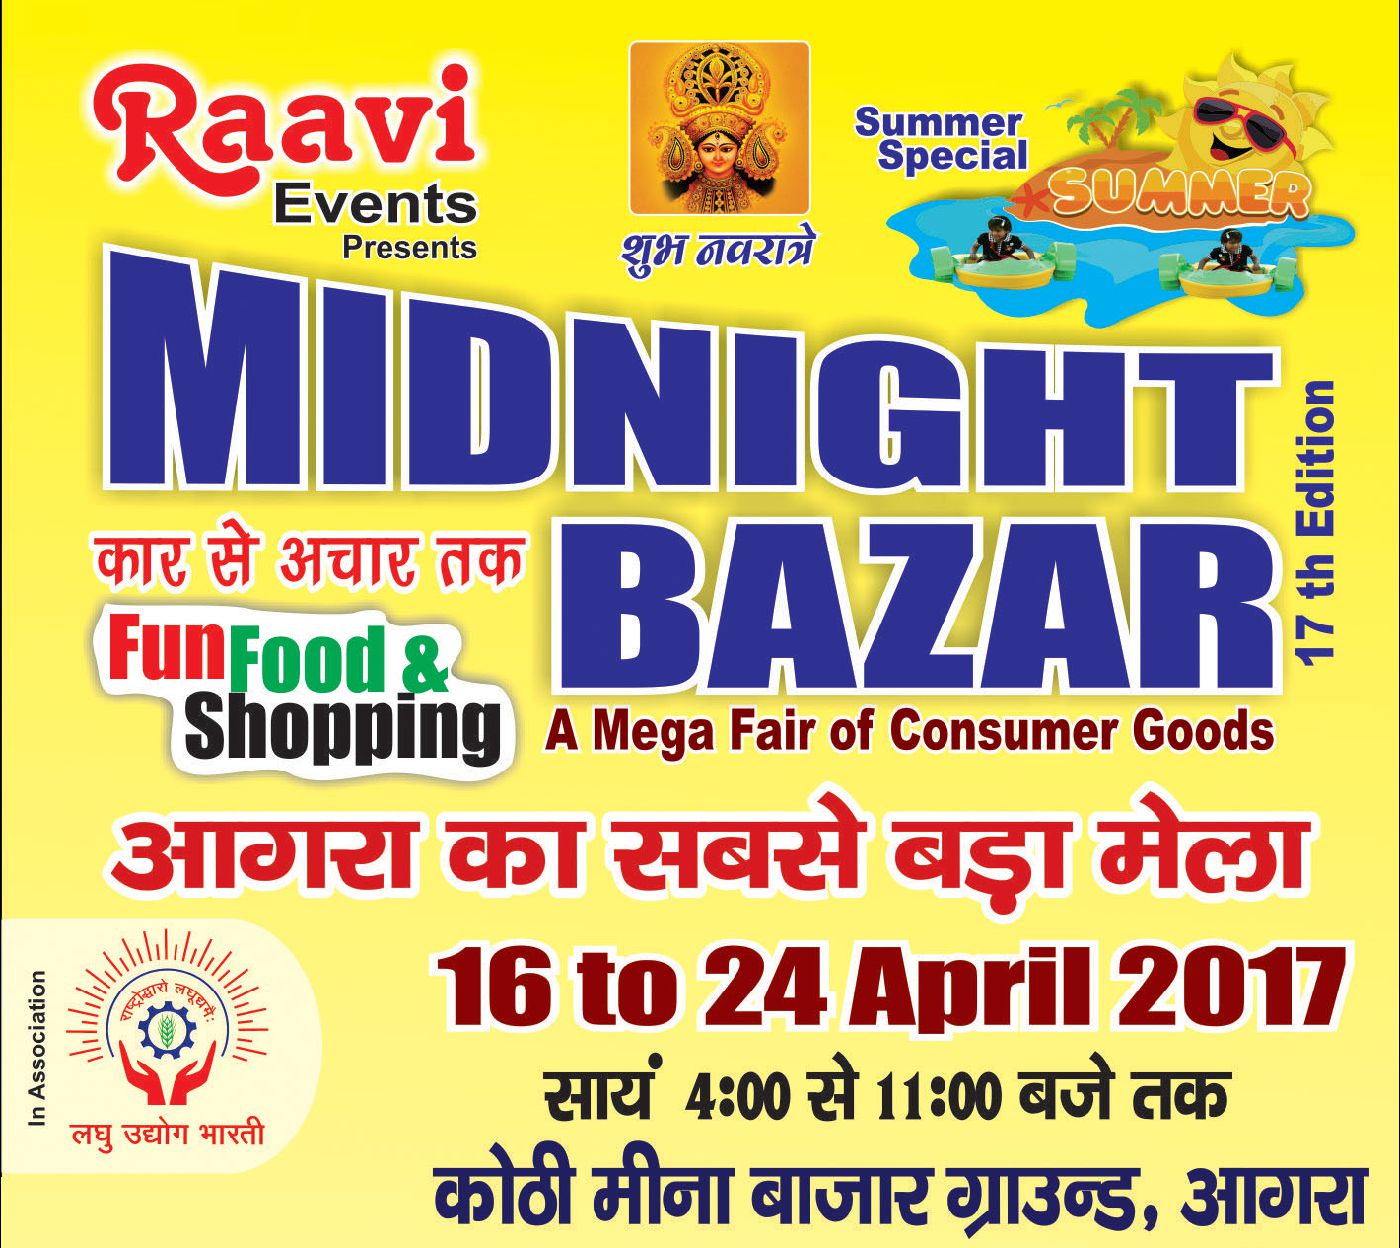 Raavi
Events
Presents
शुभ नवरात्रे
Summer
Special
SUMMER
MIDNIGHT
BAZAR
17 th Edition
कार से अचार तक
Fun Food &
Shopping
A Mega Fair of Consumer Goods
आगरा का सबसे बड़ा मेला
16 to 24 April 2017
सायं 4:00 से 11:00 बजे तक
कोठी मीना बाजार ग्राउन्ड, आगरा
In Association
राष्ट्रोद्धारो लघूद्यमैः
लघु उद्योग भारती